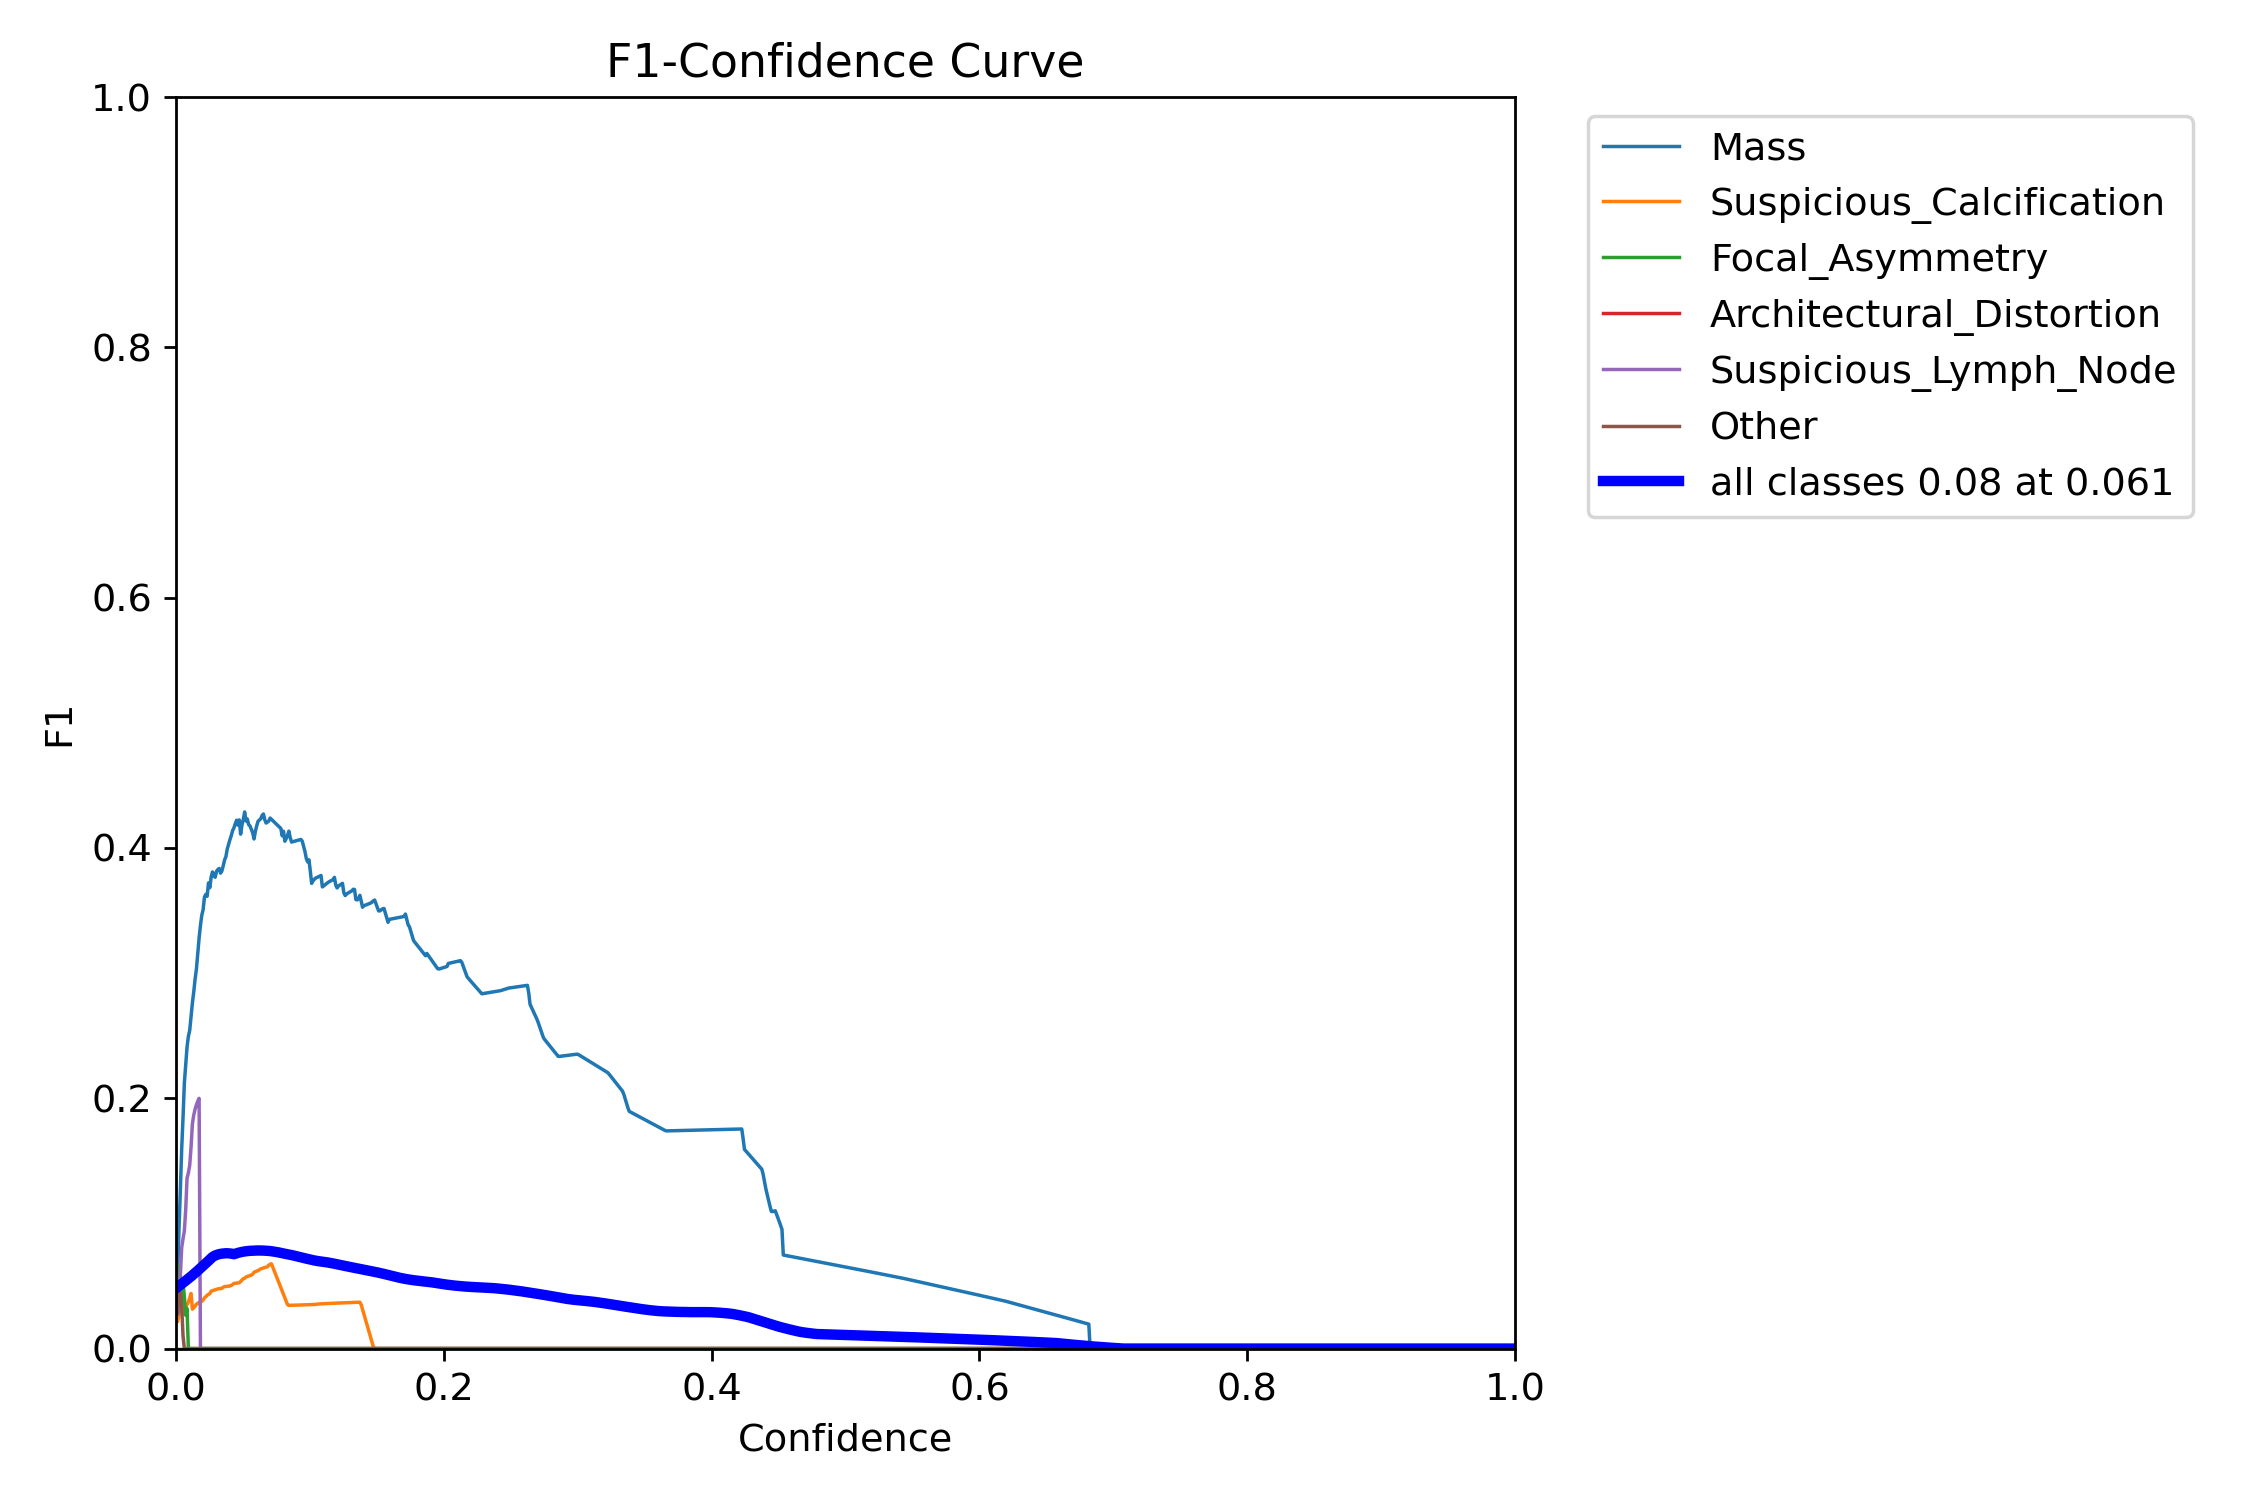 F1-Confidence Curve
1.0
0.8
0.6
0.4
0.2
0.0
F1
0.0 0.2 0.4 0.6 0.8 1.0
Confidence
Mass
Suspicious_Calcification
Focal_Asymmetry
Architectural_Distortion
Suspicious_Lymph_Node
Other
all classes 0.08 at 0.061